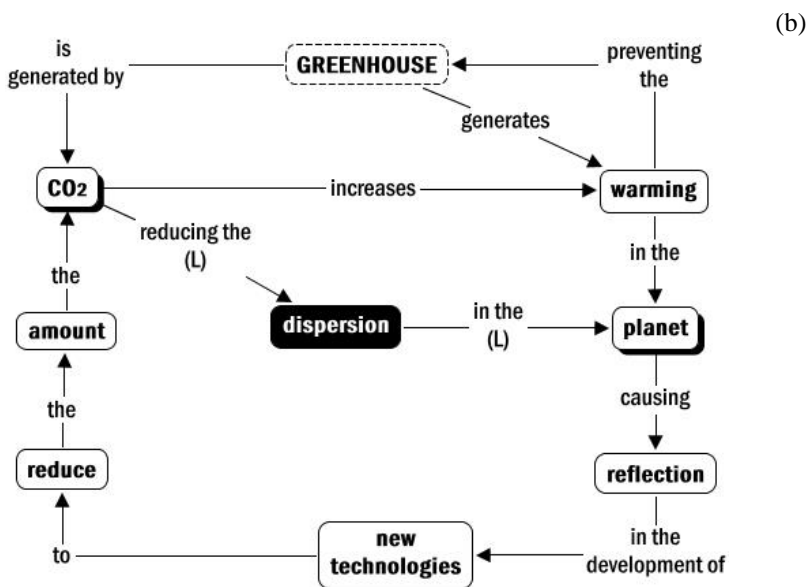 (b)
is
generated by
GREENHOUSE
preventing
the
generates
CO2
increases
warming
reducing the
(L)
in the
the
dispersion
in the
(L)
planet
amount
causing
the
reduce
reflection
to
new
technologies
in the
development of